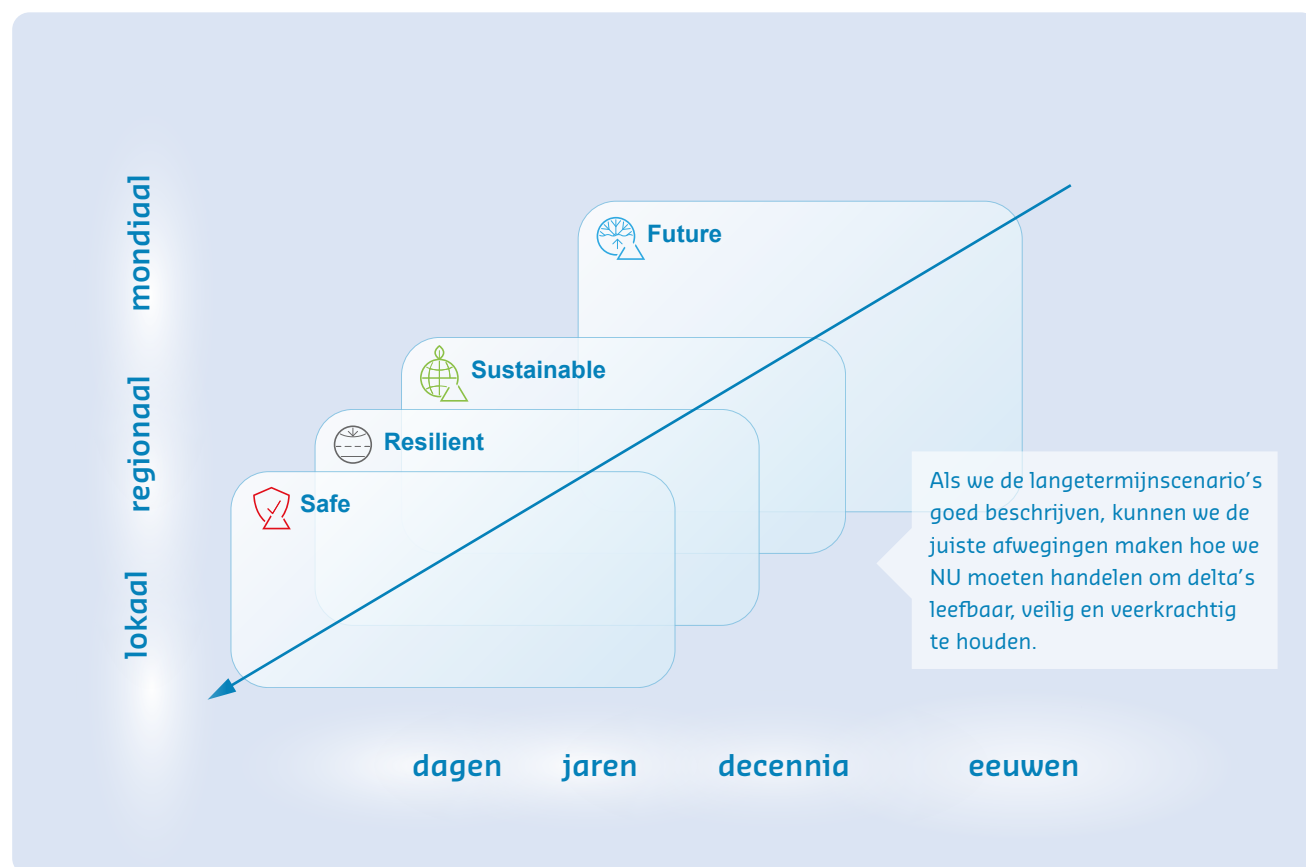 mondiaal
regionaal
lokaal
Future
Sustainable
Resilient
Safe
Als we de langetermijnscenario's
goed beschrijven, kunnen we de
juiste afwegingen maken hoe we
NU moeten handelen om delta's
leefbaar, veilig en veerkrachtig
te houden.
dagen jaren decennia eeuwen